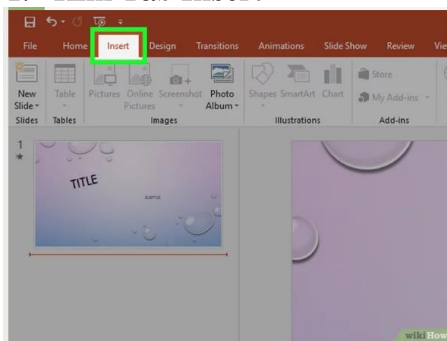 File Home Insert Design Transitions Animations Slide Show Review
New Slide Table Pictures Online Pictures Screenshot Photo Album Shapes SmartArt Chart Store
My Add-ins
Slides Tables Images Illustrations Add-ins
1
TITLE
SUBTITLE
wikiHow